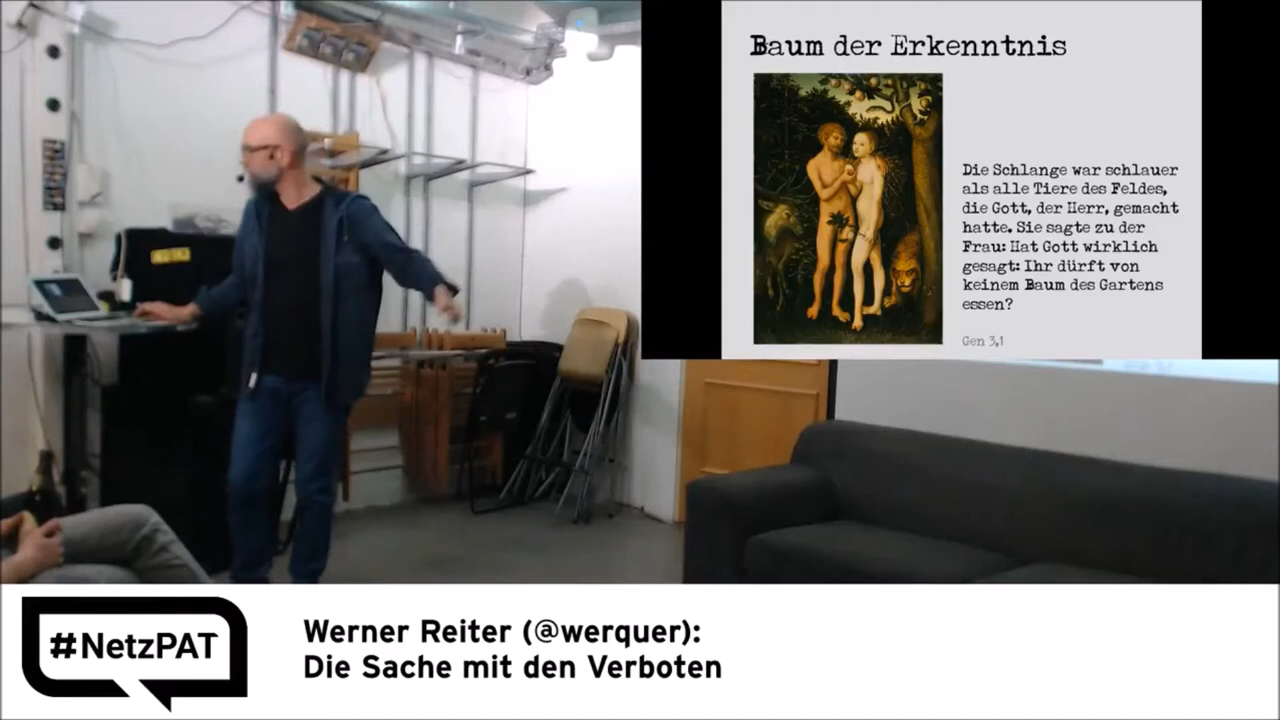 Baum der Erkenntnis
Die Schlange war schlauer
als alle Tiere des Feldes,
die Gott, der Herr, gemacht
hatte. Sie sagte zu der
Frau: Hat Gott wirklich
gesagt: Ihr dürft von
keinem Baum des Gartens
essen?
Gen 3,1
#NetzPAT
Werner Reiter (@werquer):
Die Sache mit den Verboten